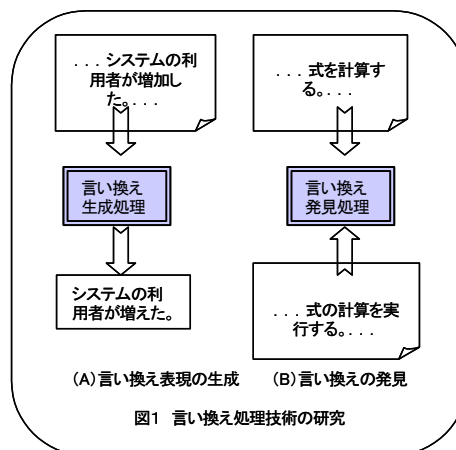 . . . システムの利
用者が増加し
た。. . .
言い換え
生成処理
システムの利
用者が増えた。
(A)言い換え表現の生成
. . . 式を計算す
る。. . .
言い換え
発見処理
. . . 式の計算を実
行する。. . .
(B)言い換えの発見
図1 言い換え処理技術の研究